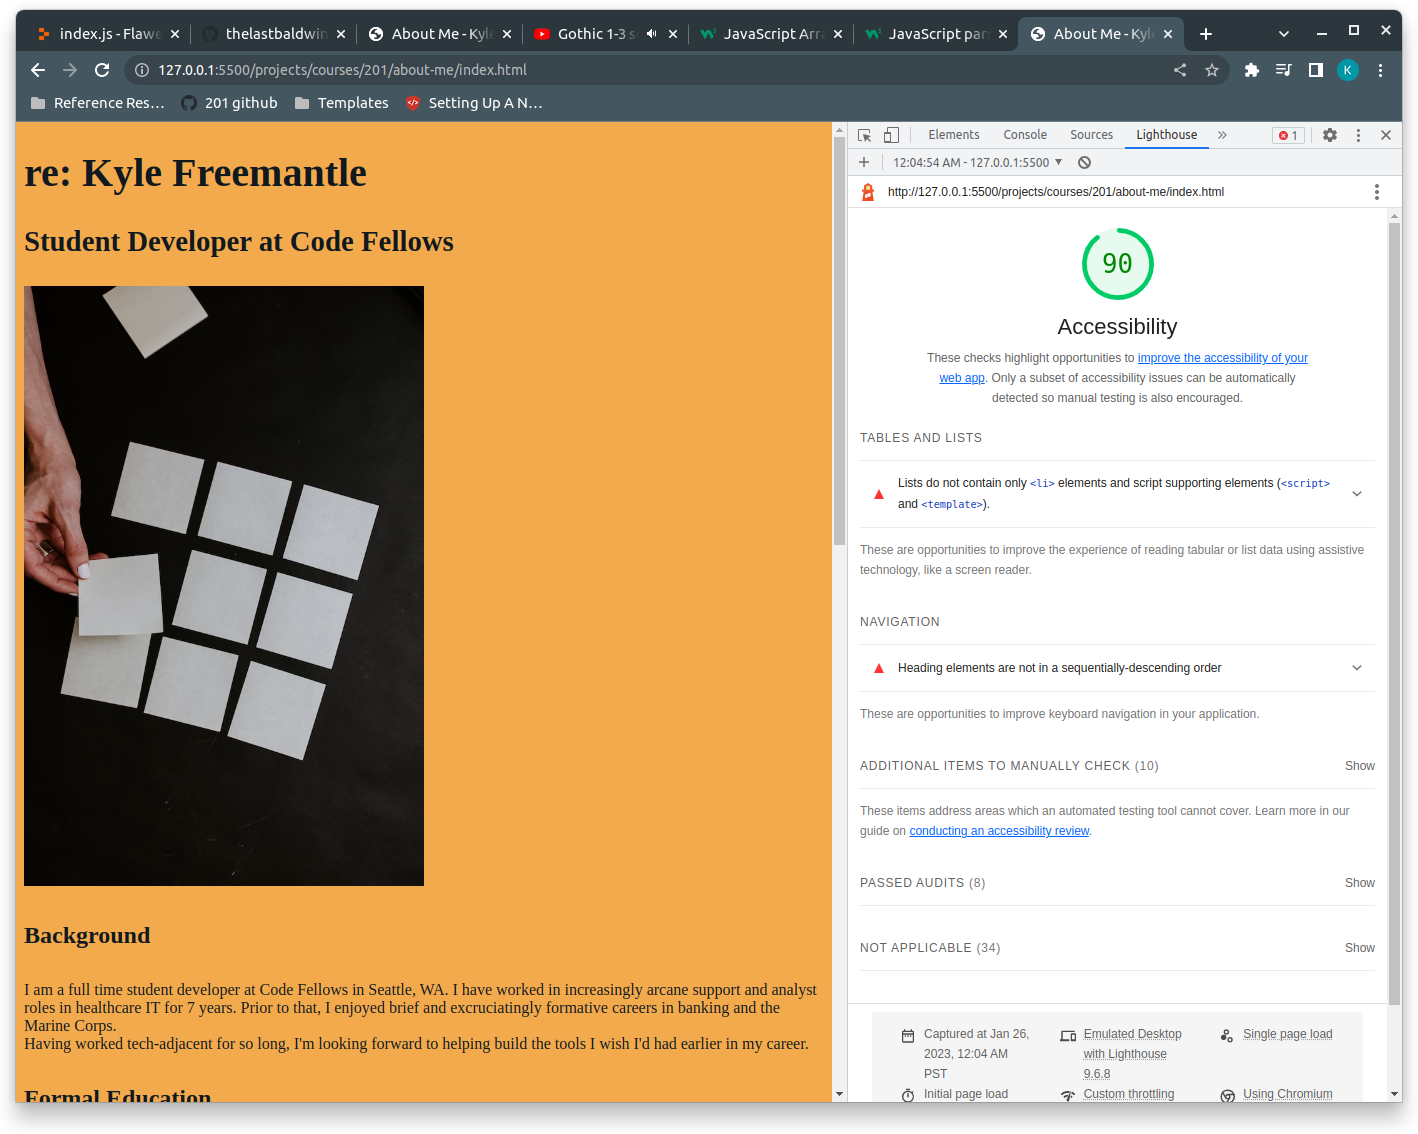 index.js - Flawe
thelastbaldwin
About Me - Kyle
Gothic 1-3 s
JavaScript Arra
JavaScript pars
About Me - Kyle
127.0.0.1:5500/projects/courses/201/about-me/index.html
K
Reference Res...
201 github
Templates
Setting Up A N...
re: Kyle Freemantle
Student Developer at Code Fellows
Background
I am a full time student developer at Code Fellows in Seattle, WA. I have worked in increasingly arcane support and analyst
roles in healthcare IT for 7 years. Prior to that, I enjoyed brief and excruciatingly formative careers in banking and the
Marine Corps.
Having worked tech-adjacent for so long, I'm looking forward to helping build the tools I wish I'd had earlier in my career.
Formal Education
Elements Console Sources Lighthouse » 1
12:04:54 AM - 127.0.0.1:5500
http://127.0.0.1:5500/projects/courses/201/about-me/index.html
90
Accessibility
These checks highlight opportunities to improve the accessibility of your
web app. Only a subset of accessibility issues can be automatically
detected so manual testing is also encouraged.
TABLES AND LISTS
Lists do not contain only <li> elements and script supporting elements (<script>
and <template>).
These are opportunities to improve the experience of reading tabular or list data using assistive
technology, like a screen reader.
NAVIGATION
Heading elements are not in a sequentially-descending order
These are opportunities to improve keyboard navigation in your application.
ADDITIONAL ITEMS TO MANUALLY CHECK (10) Show
These items address areas which an automated testing tool cannot cover. Learn more in our
guide on conducting an accessibility review.
PASSED AUDITS (8) Show
NOT APPLICABLE (34) Show
Captured at Jan 26,
2023, 12:04 AM
PST
Emulated Desktop
with Lighthouse
9.6.8
Single page load
Initial page load
Custom throttling
Using Chromium